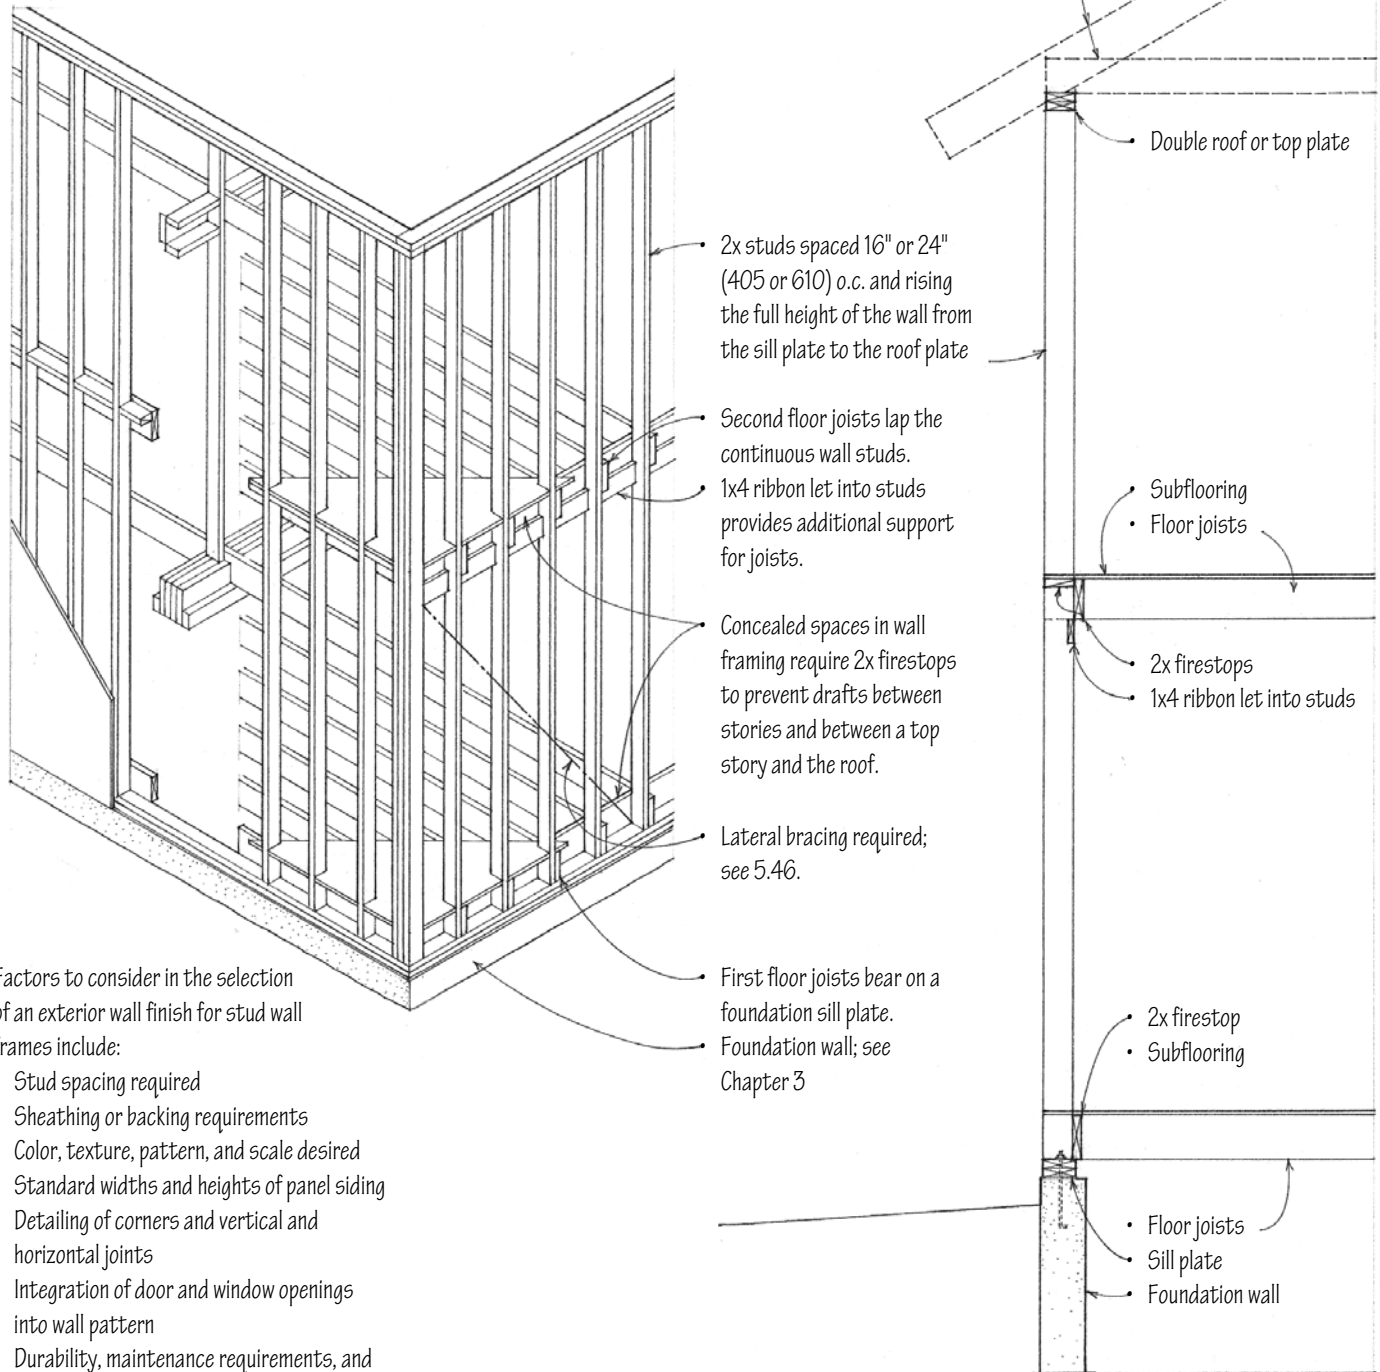 Double roof or top plate
2x studs spaced 16" or 24"
(405 or 610) o.c. and rising
the full height of the wall from
the sill plate to the roof plate
Second floor joists lap the
continuous wall studs.
1x4 ribbon let into studs
provides additional support
for joists.
Subflooring
Floor joists
Concealed spaces in wall
framing require 2x firestops
to prevent drafts between
stories and between a top
story and the roof.
2x firestops
1x4 ribbon let into studs
Lateral bracing required;
see 5.46.
First floor joists bear on a
foundation sill plate.
Foundation wall; see
Chapter 3
2x firestop
Subflooring
Floor joists
Sill plate
Foundation wall
Factors to consider in the selection
of an exterior wall finish for stud wall
frames include:
Stud spacing required
Sheathing or backing requirements
Color, texture, pattern, and scale desired
Standard widths and heights of panel siding
Detailing of corners and vertical and
horizontal joints
Integration of door and window openings
into wall pattern
Durability, maintenance requirements, and